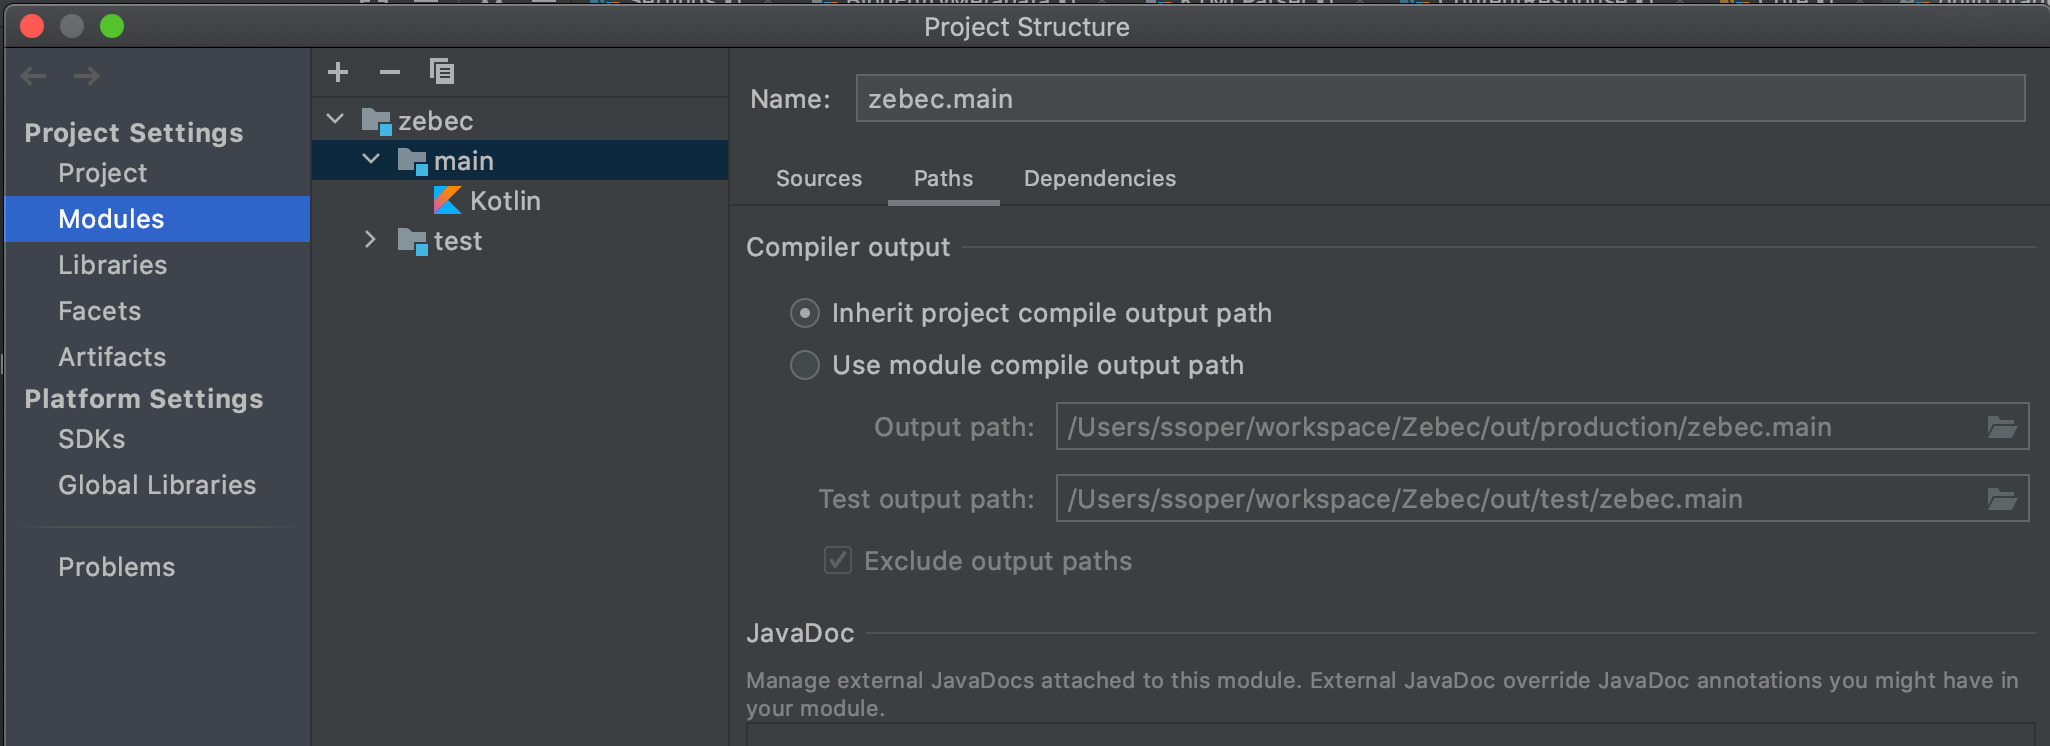 Project Structure
Project Settings
Project
Modules
Libraries
Facets
Artifacts
Platform Settings
SDKs
Global Libraries
Problems
zebec
main
Kotlin
test
Name: zebec.main
Sources Paths Dependencies
Compiler output
Inherit project compile output path
Use module compile output path
Output path: /Users/ssoper/workspace/Zebec/out/production/zebec.main
Test output path: /Users/ssoper/workspace/Zebec/out/test/zebec.main
Exclude output paths
JavaDoc
Manage external JavaDocs attached to this module. External JavaDoc override JavaDoc annotations you might have in
your module.